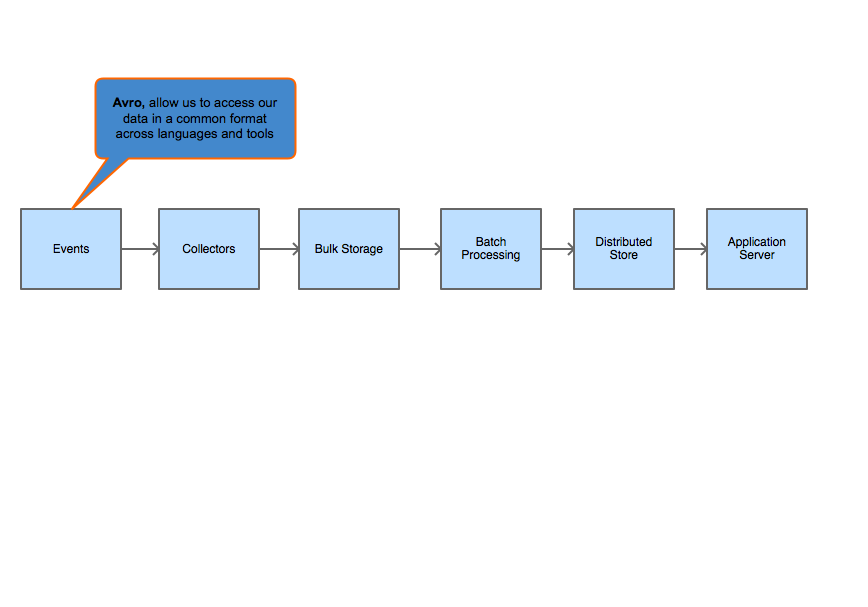 Avro, allow us to access our
data in a common format
across languages and tools
Events
Collectors
Bulk Storage
Batch
Processing
Distributed
Store
Application
Server